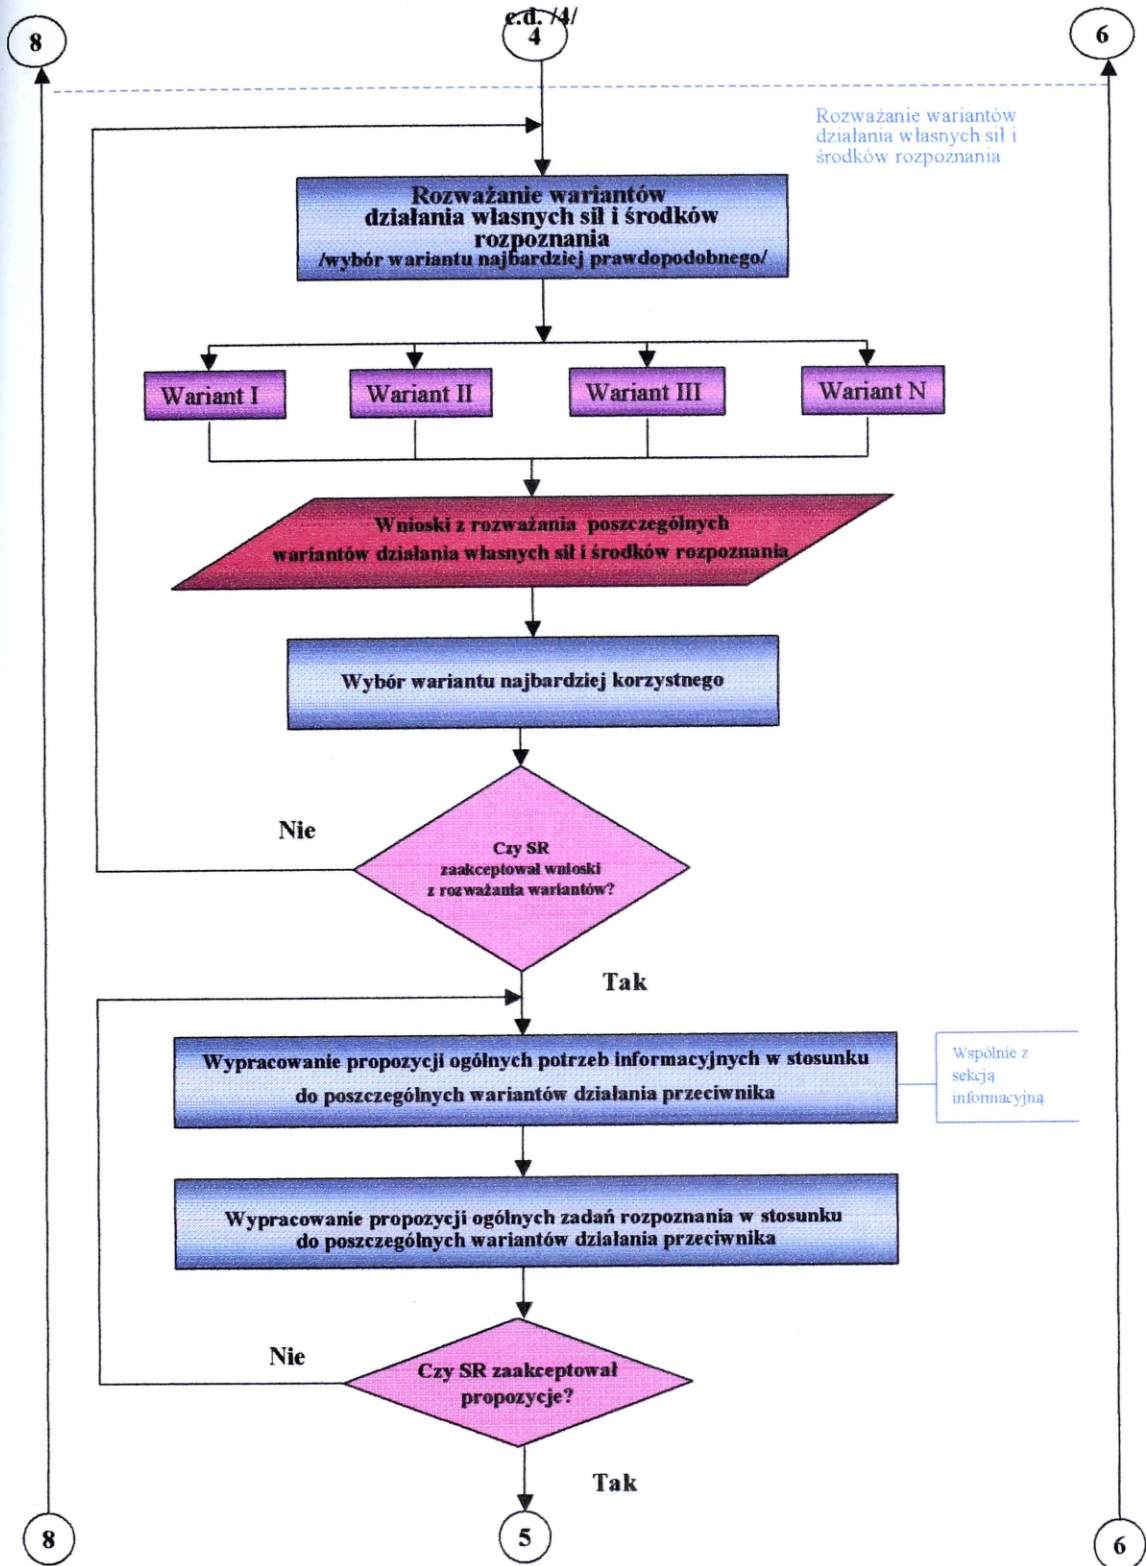 c.d. /4/
8
4
6
Rozważanie wariantów
działania własnych sił i
środków rozpoznania
Rozważanie wariantów
działania własnych sił i środków
rozpoznania
/wybór wariantu najbardziej prawdopodobnego/
Wariant I
Wariant II
Wariant III
Wariant N
Wnioski z rozważania poszczególnych
wariantów działania własnych sił i środków rozpoznania
Wybór wariantu najbardziej korzystnego
Nie
Czy SR
zaakceptował wnioski
z rozważania wariantów?
Tak
Wypracowanie propozycji ogólnych potrzeb informacyjnych w stosunku
do poszczególnych wariantów działania przeciwnika
Wspólnie z
sekcją
informacyjną
Wypracowanie propozycji ogólnych zadań rozpoznania w stosunku
do poszczególnych wariantów działania przeciwnika
Nie
Czy SR zaakceptował
propozycje?
Tak
8
5
6